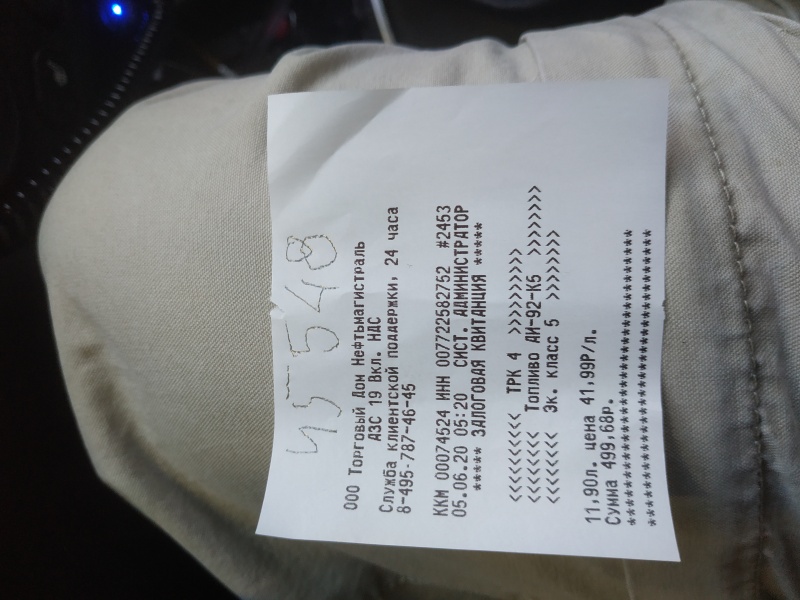 45 548
ООО Торговый Дом Нефтьмагистраль
АЗС 19 Вкл. НДС
Служба клиентской поддержки, 24 часа
8-495-787-46-45
ККМ 00074524 ИНН 007722582752 #2453
05.06.20 05:20 СИСТ. АДМИНИСТРАТОР
***** ЗАЛОГОВАЯ КВИТАНЦИЯ *****
<<<<<<<<<< ТРК 4 >>>>>>>>>>
<<<<<<<< Топливо АИ-92-К5 >>>>>>>>
<<<<<<<< Эк. класс 5 >>>>>>>>
11,90л. цена 41,99Р/л.
Сумма 499,68р.
************************************
************************************